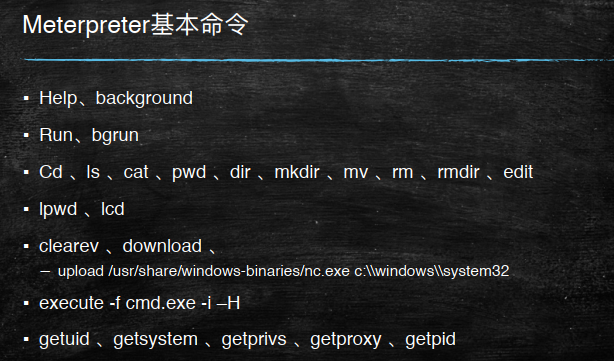 Meterpreter基本命令
Help、background
Run、bgrun
Cd 、ls 、cat 、pwd 、dir 、mkdir 、mv 、rm 、rmdir 、edit
lpwd 、lcd
clearev 、download 、
– upload /usr/share/windows-binaries/nc.exe c:\\windows\\system32
execute -f cmd.exe -i –H
getuid 、getsystem 、getprivs 、getproxy 、getpid